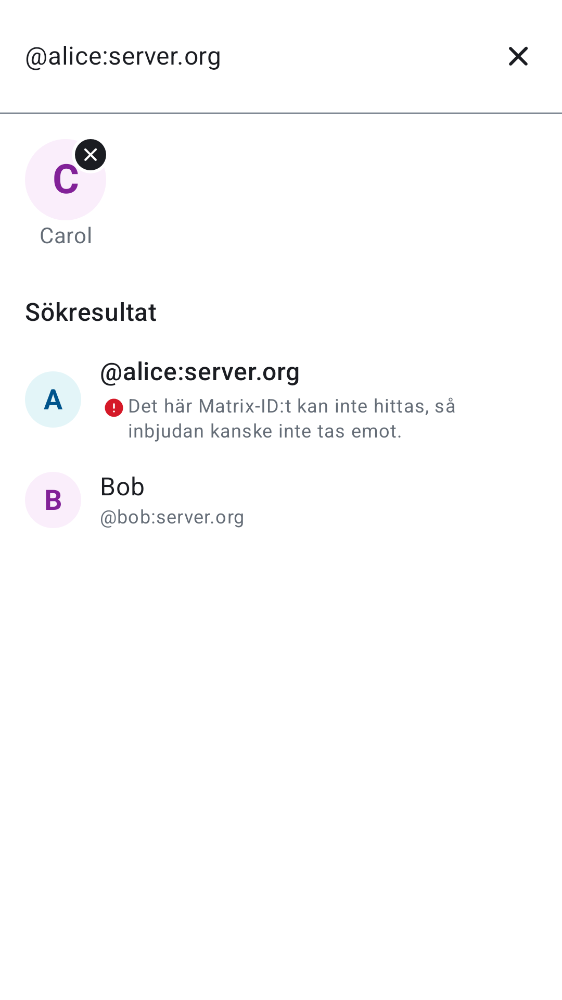 @alice:server.org
C
Carol
Sökresultat
A
@alice:server.org
Det här Matrix-ID:t kan inte hittas, så
inbjudan kanske inte tas emot.
B
Bob
@bob:server.org